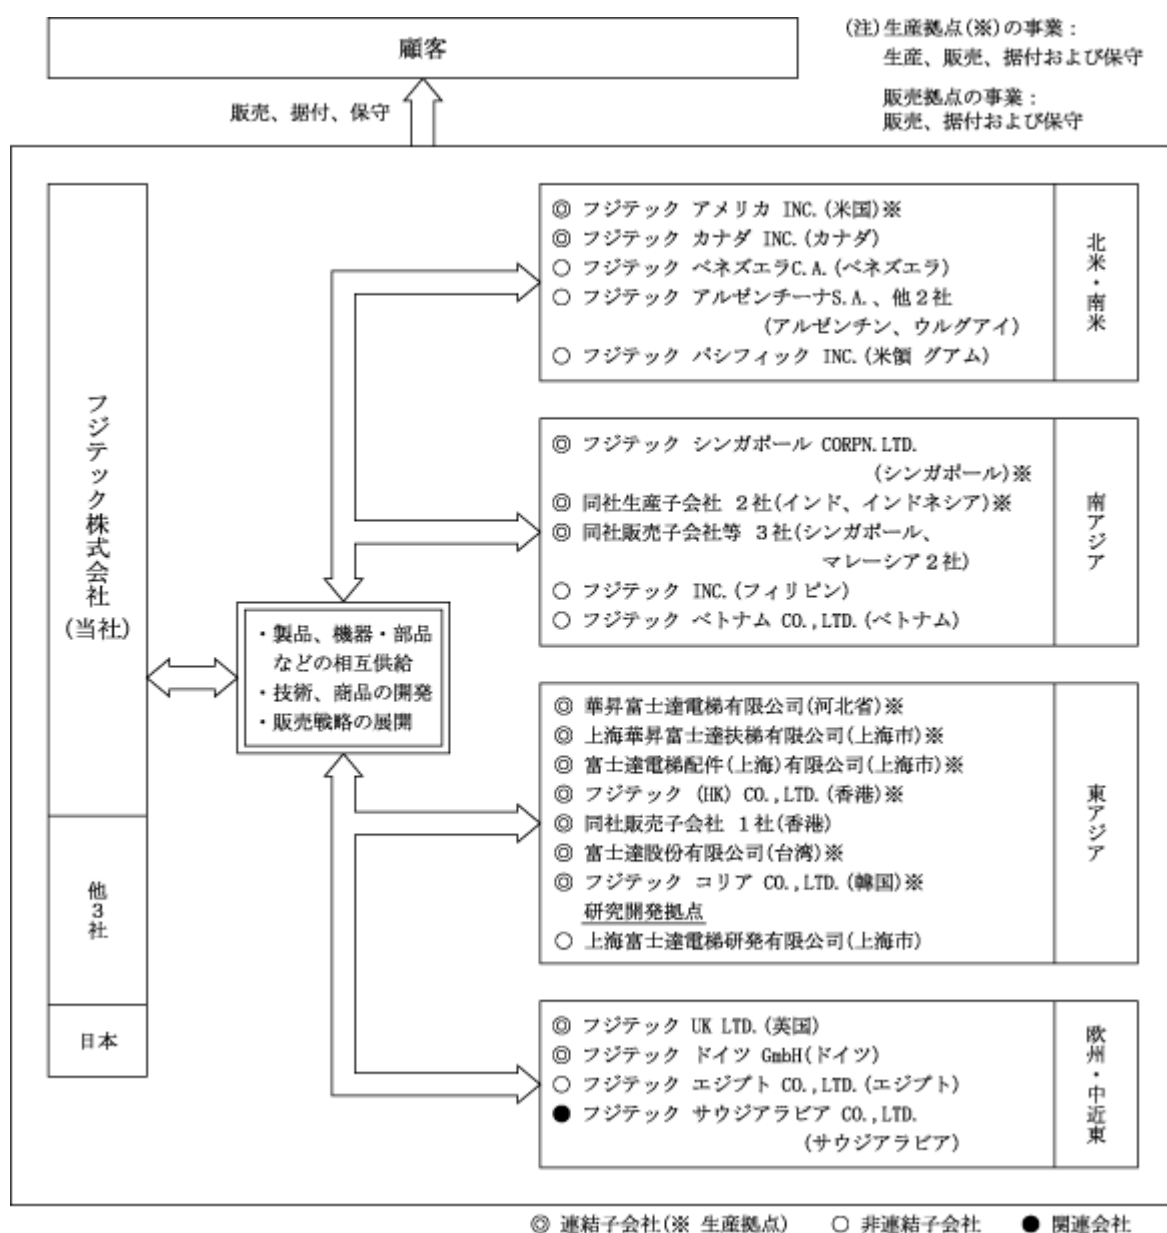 顧客
(注)生産拠点(※)の事業：
生産、販売、据付および保守
販売拠点の事業：
販売、据付および保守
販売、据付、保守
フジテック株式会社
(当社)
他3社
日本
・製品、機器・部品
などの相互供給
・技術、商品の開発
・販売戦略の展開
◎ フジテック アメリカ INC.(米国)※
◎ フジテック カナダ INC.(カナダ)
○ フジテック ベネズエラC.A.(ベネズエラ)
○ フジテック アルゼンチーナS.A.、他２社
(アルゼンチン、ウルグアイ)
○ フジテック パシフィック INC.(米領 グアム)
北米・南米
◎ フジテック シンガポール CORPN.LTD.
(シンガポール)※
◎ 同社生産子会社 ２社(インド、インドネシア)※
◎ 同社販売子会社等 ３社(シンガポール、
マレーシア２社)
○ フジテック INC.(フィリピン)
○ フジテック ベトナム CO.,LTD.(ベトナム)
南アジア
◎ 華昇富士達電梯有限公司(河北省)※
◎ 上海華昇富士達扶梯有限公司(上海市)※
◎ 富士達電梯配件(上海)有限公司(上海市)※
◎ フジテック (HK) CO.,LTD.(香港)※
◎ 同社販売子会社 １社(香港)
◎ 富士達股份有限公司(台湾)※
◎ フジテック コリア CO.,LTD.(韓国)※
研究開発拠点
○ 上海富士達電梯研発有限公司(上海市)
東アジア
◎ フジテック UK LTD.(英国)
◎ フジテック ドイツ GmbH(ドイツ)
○ フジテック エジプト CO.,LTD.(エジプト)
● フジテック サウジアラビア CO.,LTD.
(サウジアラビア)
欧州・中近東
◎ 連結子会社(※ 生産拠点) ○ 非連結子会社 ● 関連会社